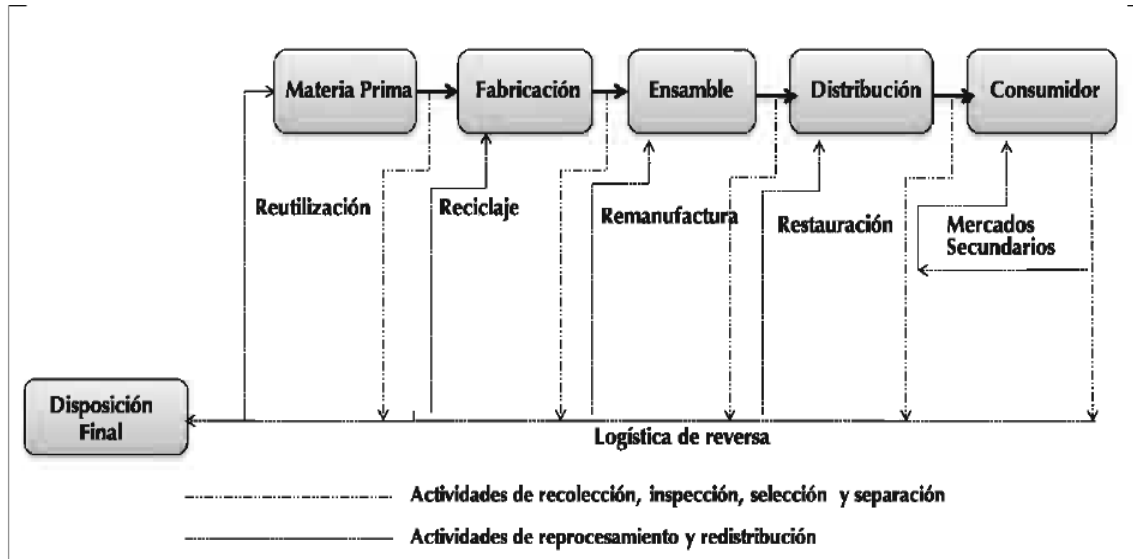 Materia Prima
Fabricación
Ensamble
Distribución
Consumidor
Reutilización
Reciclaje
Remanufactura
Restauración
Mercados
Secundarios
Disposición
Final
Logística de reversa
Actividades de recolección, inspección, selección y separación
Actividades de reprocesamiento y redistribución